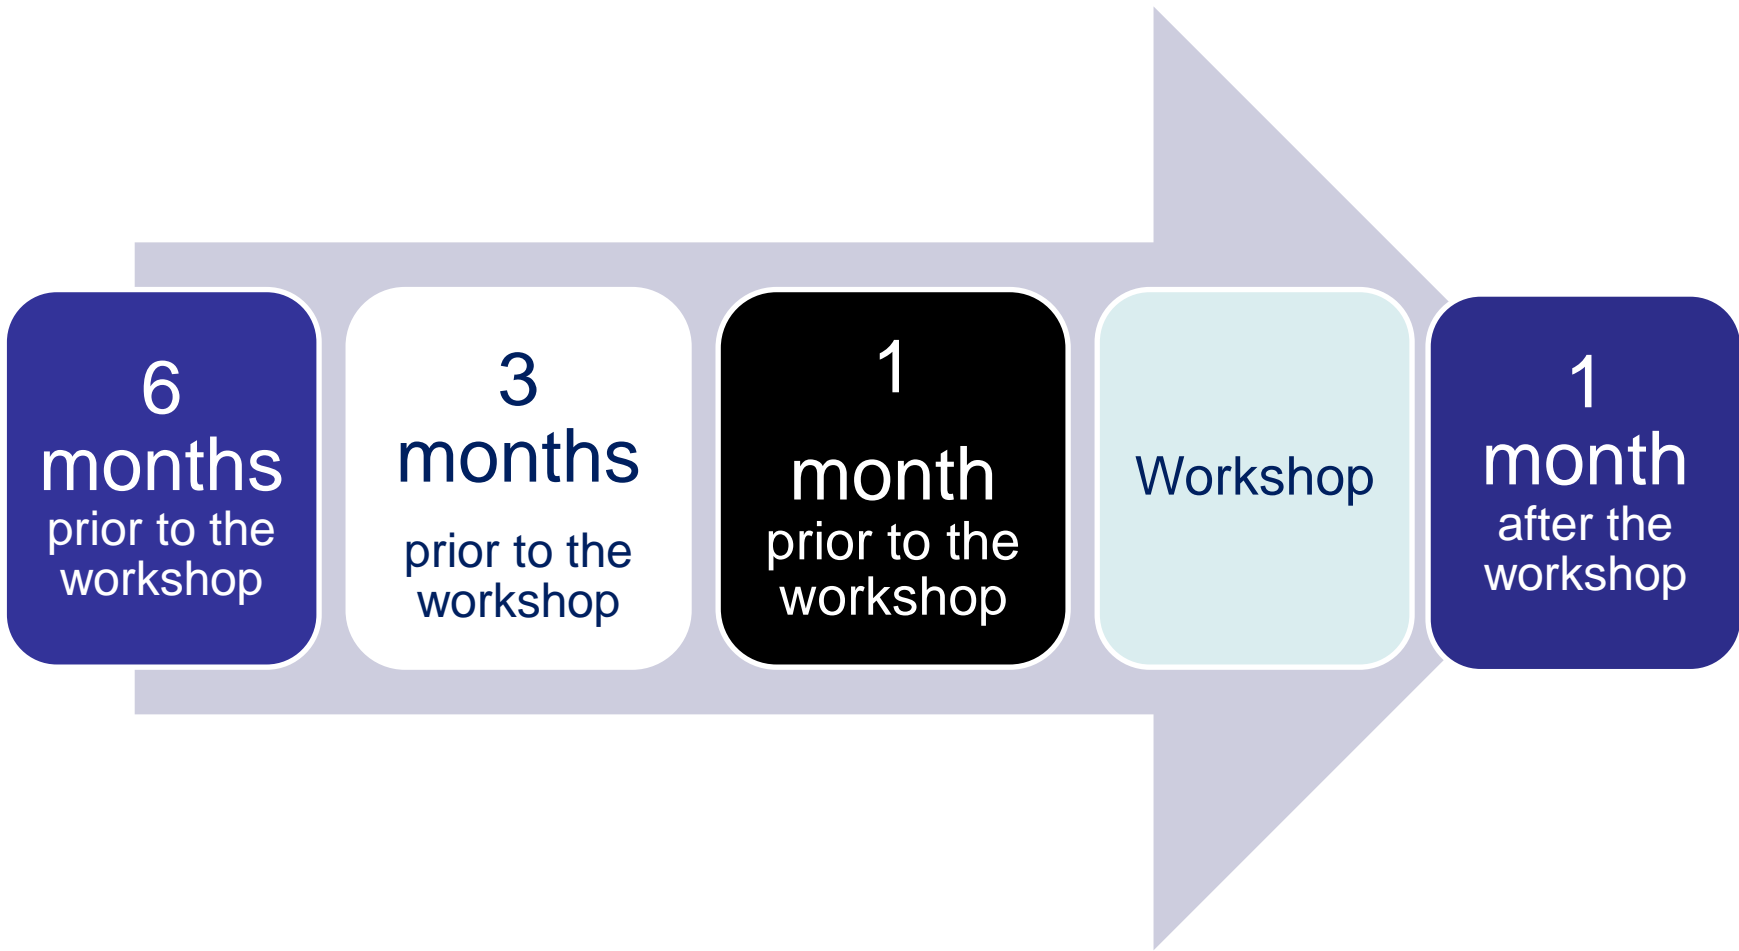 6
months
prior to the
workshop
3
months
prior to the
workshop
1
month
prior to the
workshop
Workshop
1
month
after the
workshop